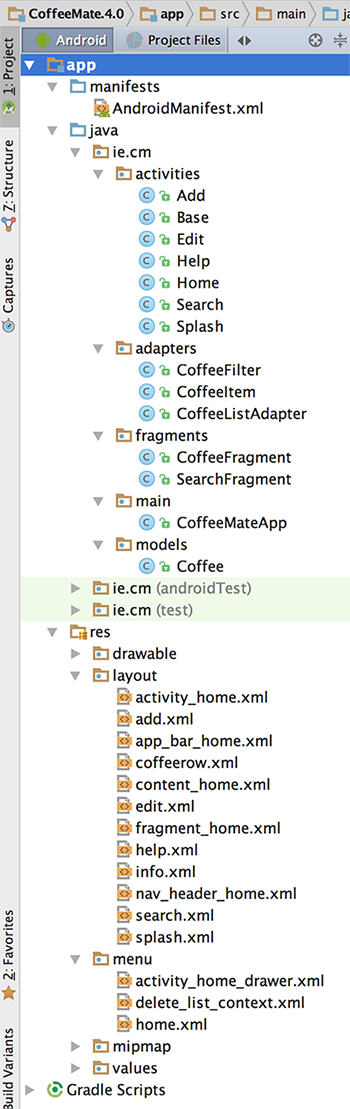 CoffeeMate.4.0 app src main
Android Project Files
1: Project
7: Structure
Captures
2: Favorites
Build Variants
app
manifests
AndroidManifest.xml
java
ie.cm
activities
Add
Base
Edit
Help
Home
Search
Splash
adapters
CoffeeFilter
CoffeeItem
CoffeeListAdapter
fragments
CoffeeFragment
SearchFragment
main
CoffeeMateApp
models
Coffee
ie.cm (androidTest)
ie.cm (test)
res
drawable
layout
activity_home.xml
add.xml
app_bar_home.xml
coffeerow.xml
content_home.xml
edit.xml
fragment_home.xml
help.xml
info.xml
nav_header_home.xml
search.xml
splash.xml
menu
activity_home_drawer.xml
delete_list_context.xml
home.xml
mipmap
values
Gradle Scripts